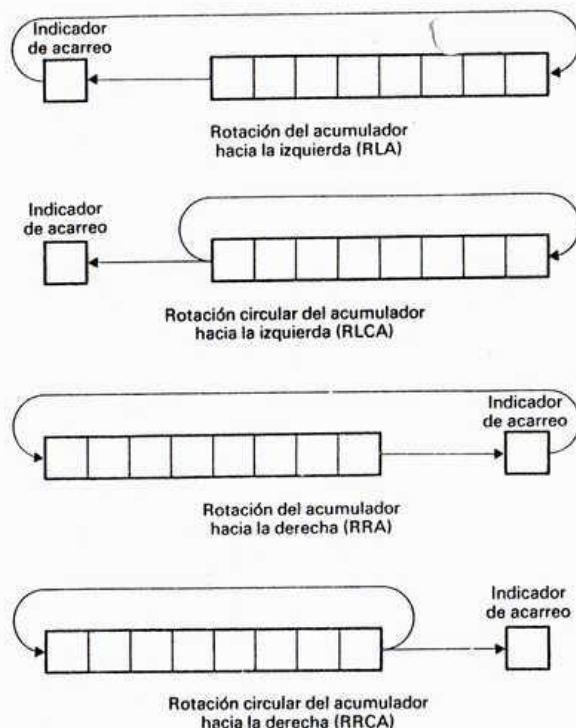 Indicador
de acarreo
Rotación del acumulador
hacia la izquierda (RLA)
Indicador
de acarreo
Rotación circular del acumulador
hacia la izquierda (RLCA)
Indicador
de acarreo
Rotación del acumulador
hacia la derecha (RRA)
Indicador
de acarreo
Rotación circular del acumulador
hacia la derecha (RRCA)